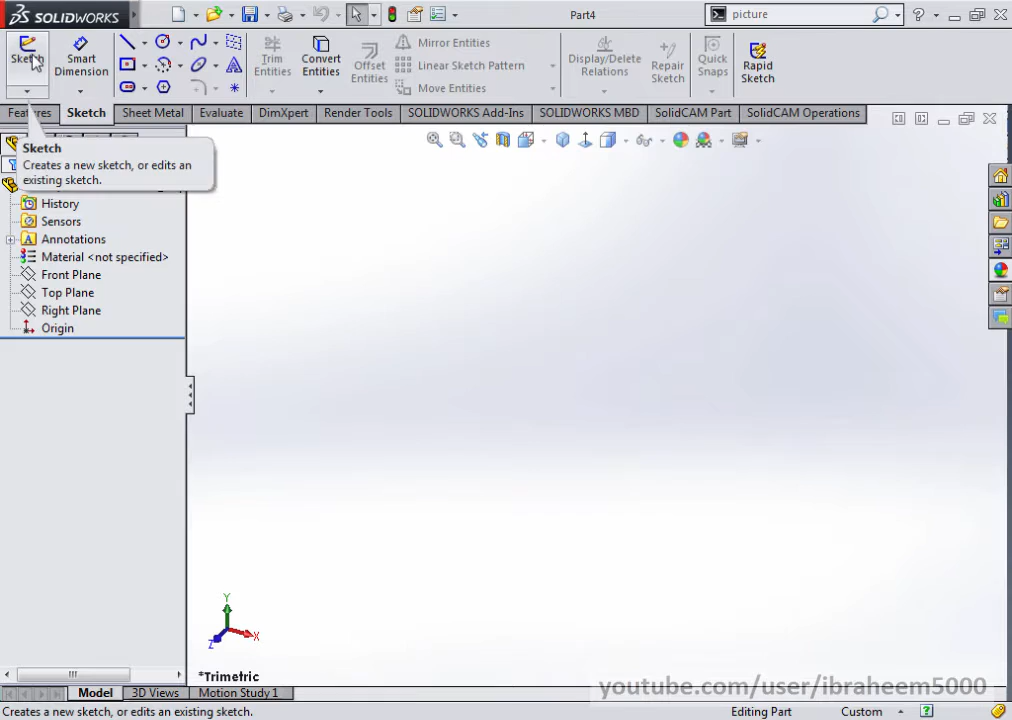 SOLIDWORKS
Part4
picture
Sketch
Smart Dimension
Trim Entities
Convert Entities
Offset Entities
Mirror Entities
Linear Sketch Pattern
Move Entities
Display/Delete Relations
Repair Sketch
Quick Snaps
Rapid Sketch
Features
Sketch
Sheet Metal
Evaluate
DimXpert
Render Tools
SOLIDWORKS Add-Ins
SOLIDWORKS MBD
SolidCAM Part
SolidCAM Operations
Sketch
Creates a new sketch, or edits an
existing sketch.
History
Sensors
Annotations
Material <not specified>
Front Plane
Top Plane
Right Plane
Origin
Y
X
Z
*Trimetric
Model
3D Views
Motion Study 1
youtube.com/user/ibraheem5000
Creates a new sketch, or edits an existing sketch.
Editing Part
Custom